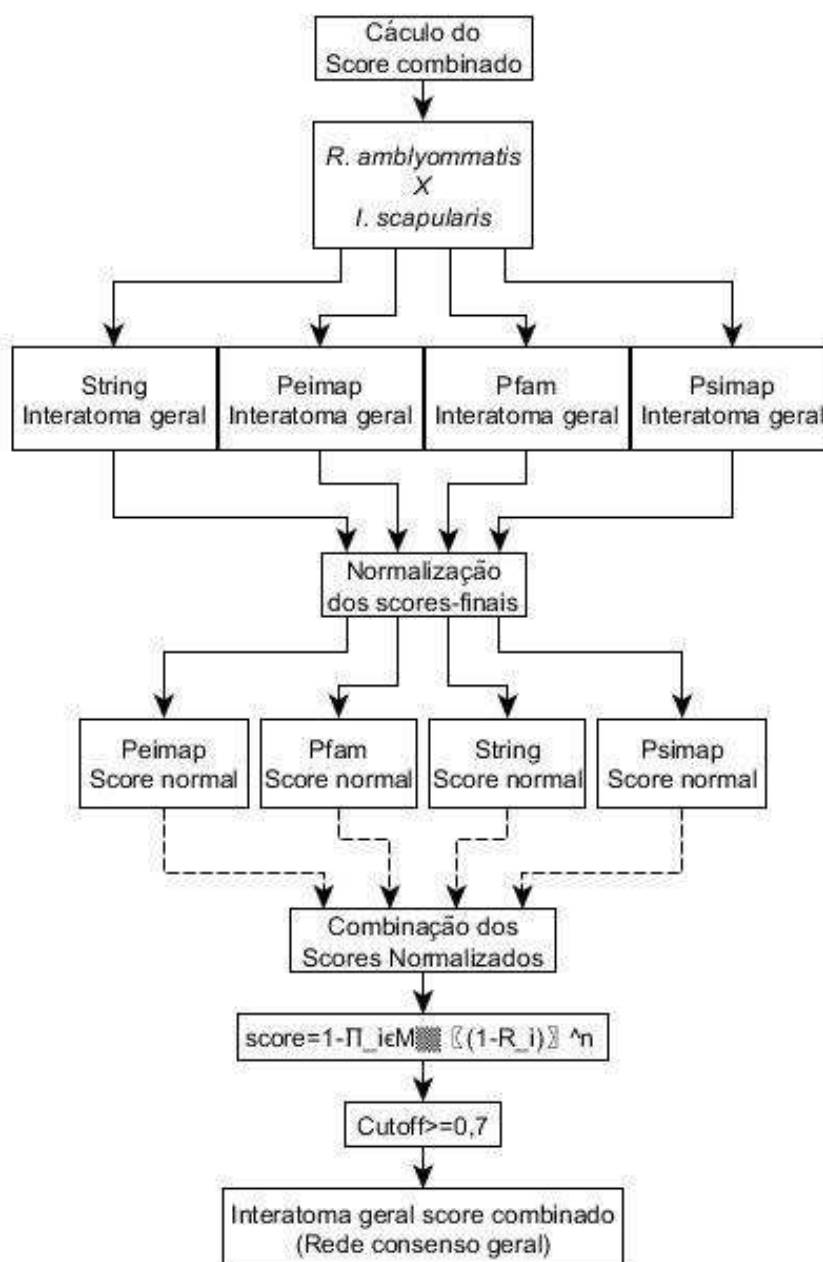 Cáculo do
Score combinado
R. amblyommatis
X
I. scapularis
String
Interatoma geral
Peimap
Interatoma geral
Pfam
Interatoma geral
Psimap
Interatoma geral
Normalização
dos scores-finais
Peimap
Score normal
Pfam
Score normal
String
Score normal
Psimap
Score normal
Combinação dos
Scores Normalizados
score=1-Π_iϵM▒▒〖(1-R_i)〗^n
Cutoff>=0,7
Interatoma geral score combinado
(Rede consenso geral)